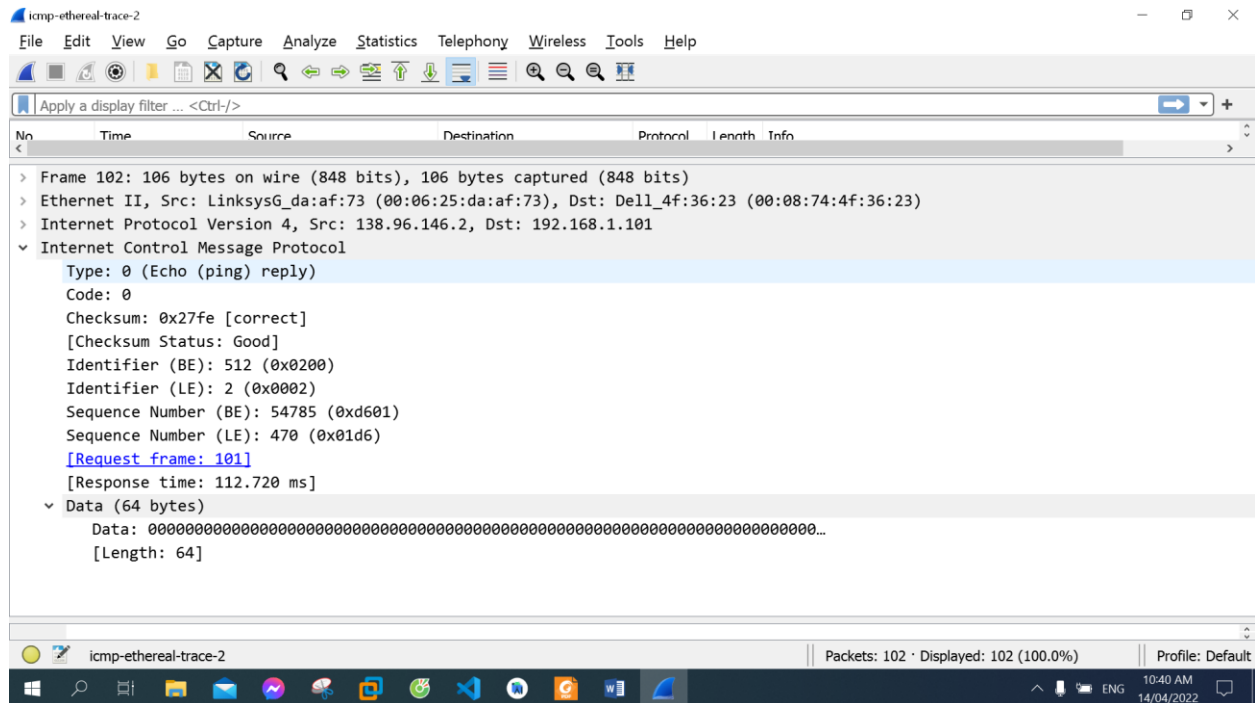 icmp-ethereal-trace-2
File Edit View Go Capture Analyze Statistics Telephony Wireless Tools Help
Apply a display filter ... <Ctrl-/>
No. Time Source Destination Protocol Length Info
Frame 102: 106 bytes on wire (848 bits), 106 bytes captured (848 bits)
Ethernet II, Src: LinksysG_da:af:73 (00:06:25:da:af:73), Dst: Dell_4f:36:23 (00:08:74:4f:36:23)
Internet Protocol Version 4, Src: 138.96.146.2, Dst: 192.168.1.101
Internet Control Message Protocol
Type: 0 (Echo (ping) reply)
Code: 0
Checksum: 0x27fe [correct]
[Checksum Status: Good]
Identifier (BE): 512 (0x0200)
Identifier (LE): 2 (0x0002)
Sequence Number (BE): 54785 (0xd601)
Sequence Number (LE): 470 (0x01d6)
[Request frame: 101]
[Response time: 112.720 ms]
Data (64 bytes)
Data: 000000000000000000000000000000000000000000000000000000000000000000000000…
[Length: 64]
icmp-ethereal-trace-2 Packets: 102 · Displayed: 102 (100.0%) Profile: Default
ENG 10:40 AM
14/04/2022